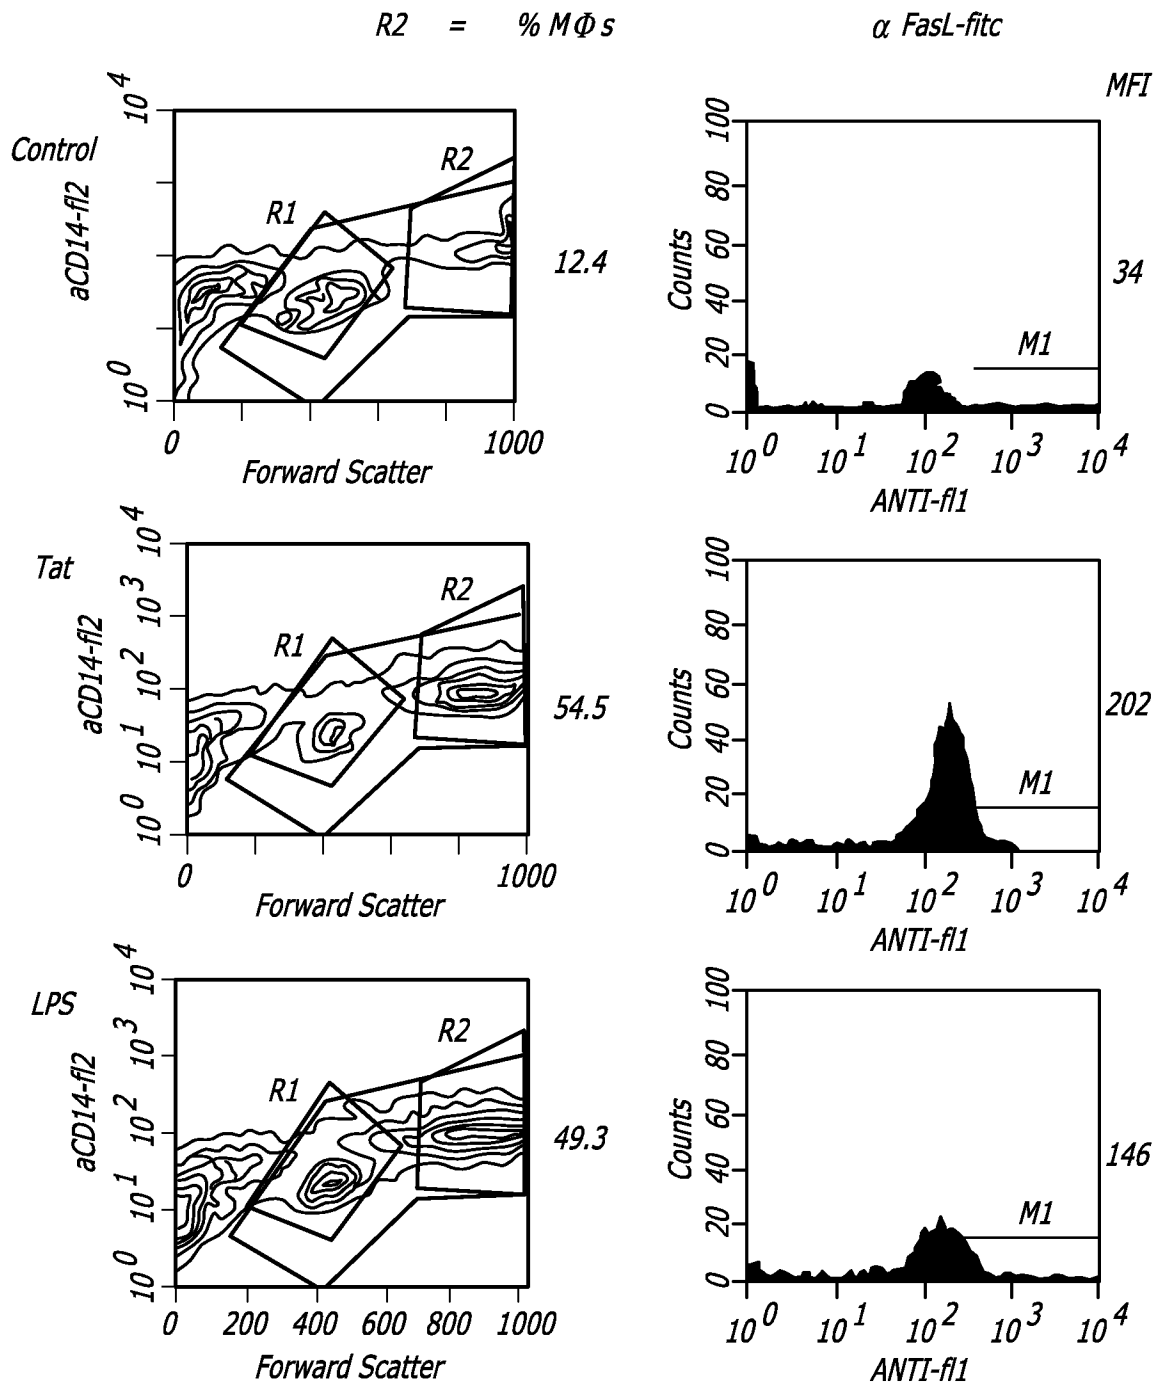 R2 = % MΦs
α FasL-fitc
MFI
Control
aCD14-fl2
10^4
10^0
R1
R2
0
1000
Forward Scatter
12.4
Counts
100
80
60
40
20
0
M1
10^0 10^1 10^2 10^3 10^4
ANTI-fl1
34
Tat
aCD14-fl2
10^4
10^3
10^2
10^1
10^0
R1
R2
0
1000
Forward Scatter
54.5
Counts
100
80
60
40
20
0
M1
10^0 10^1 10^2 10^3 10^4
ANTI-fl1
202
LPS
aCD14-fl2
10^4
10^3
10^2
10^1
10^0
R1
R2
0 200 400 600 800 1000
Forward Scatter
49.3
Counts
100
80
60
40
20
0
M1
10^0 10^1 10^2 10^3 10^4
ANTI-fl1
146